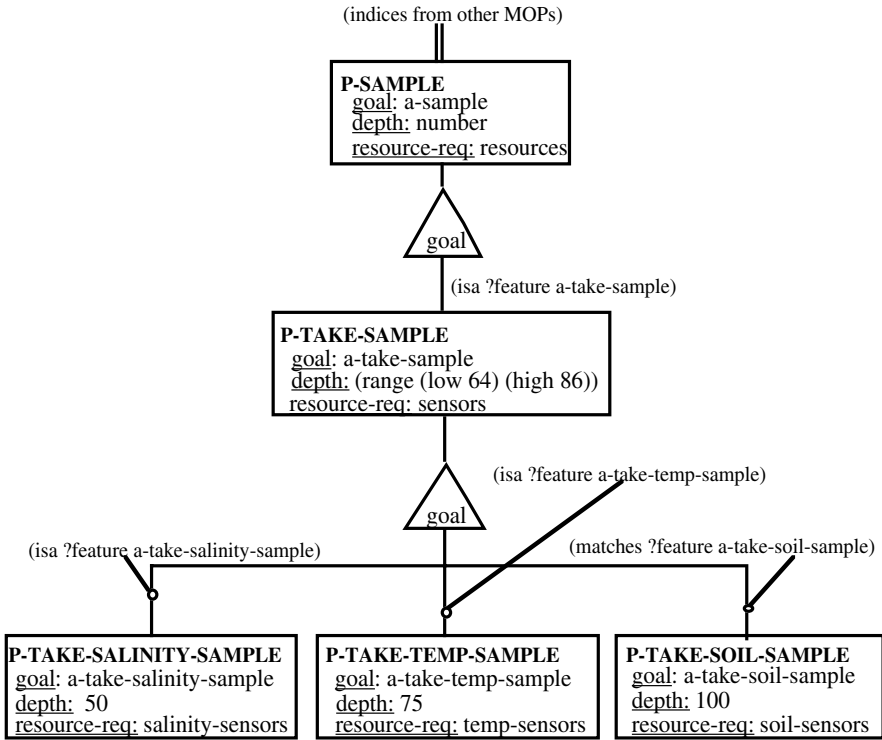 (indices from other MOPs)
P-SAMPLE
goal: a-sample
depth: number
resource-req: resources
goal
(isa ?feature a-take-sample)
P-TAKE-SAMPLE
goal: a-take-sample
depth: (range (low 64) (high 86))
resource-req: sensors
(isa ?feature a-take-temp-sample)
goal
(isa ?feature a-take-salinity-sample)
(matches ?feature a-take-soil-sample)
P-TAKE-SALINITY-SAMPLE
goal: a-take-salinity-sample
depth: 50
resource-req: salinity-sensors
P-TAKE-TEMP-SAMPLE
goal: a-take-temp-sample
depth: 75
resource-req: temp-sensors
P-TAKE-SOIL-SAMPLE
goal: a-take-soil-sample
depth: 100
resource-req: soil-sensors